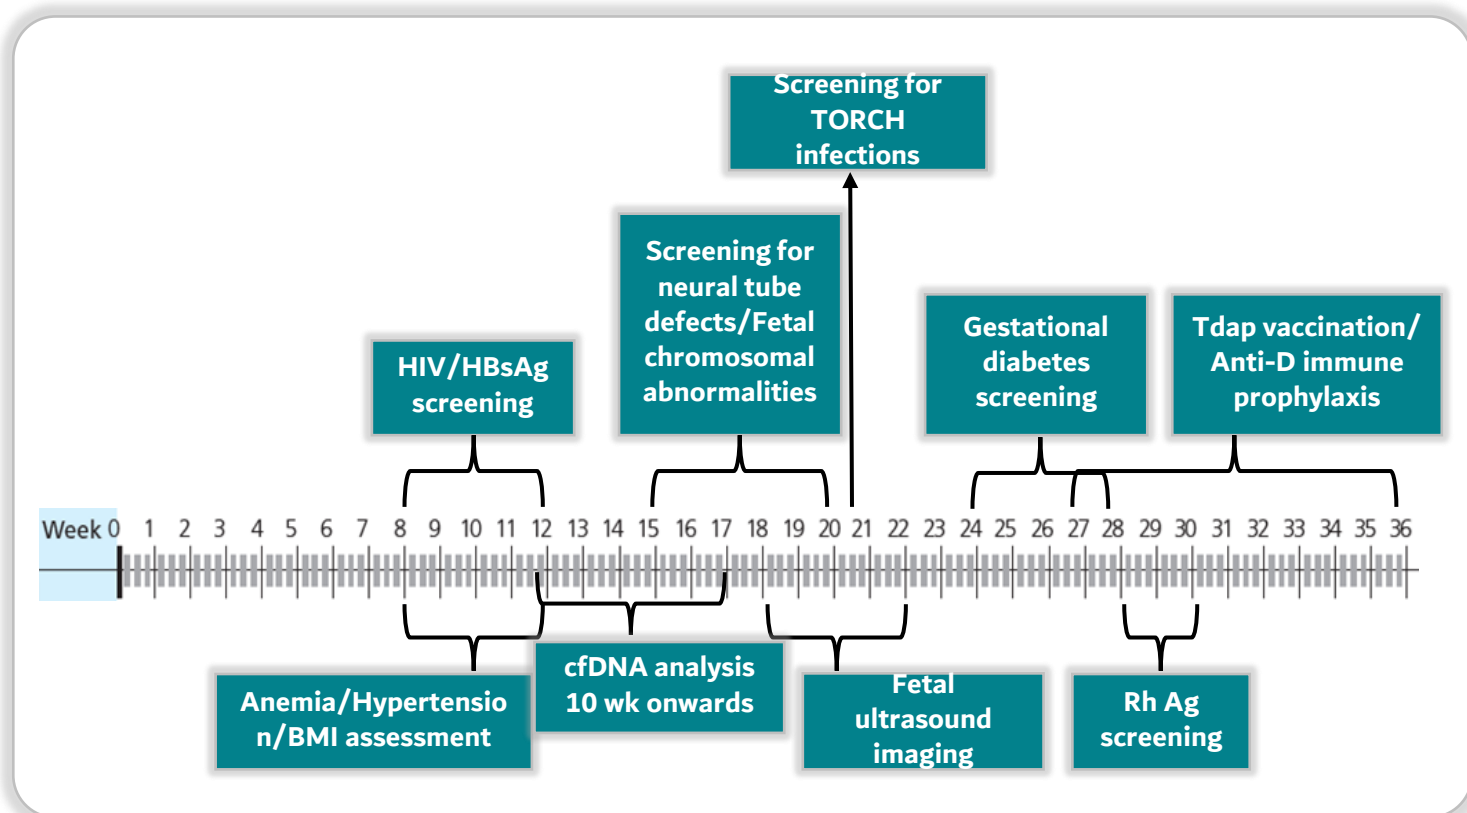 Screening for
TORCH
infections
Screening for
neural tube
defects/Fetal
chromosomal
abnormalities
HIV/HBsAg
screening
Gestational
diabetes
screening
Tdap vaccination/
Anti-D immune
prophylaxis
Week 0 1 2 3 4 5 6 7 8 9 10 11 12 13 14 15 16 17 18 19 20 21 22 23 24 25 26 27 28 29 30 31 32 33 34 35 36
Anemia/Hypertensio
n/BMI assessment
cfDNA analysis
10 wk onwards
Fetal
ultrasound
imaging
Rh Ag
screening